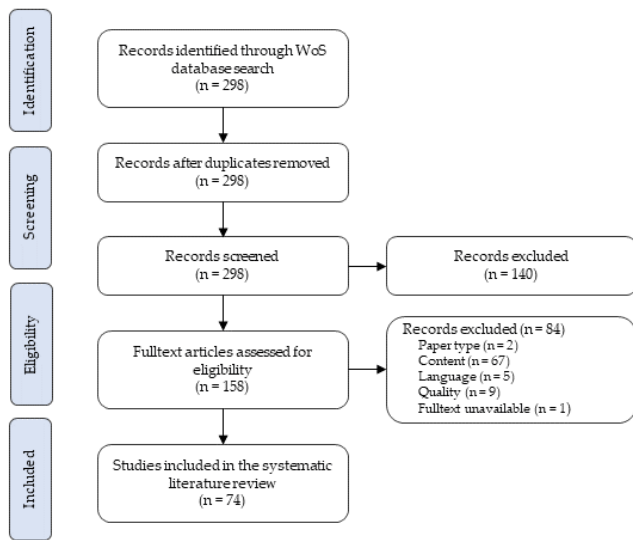 Identification
Records identified through WoS
database search
(n = 298)
Screening
Records after duplicates removed
(n = 298)
Records screened
(n = 298)
Records excluded
(n = 140)
Eligibility
Fulltext articles assessed for
eligibility
(n = 158)
Records excluded (n = 84)
Paper type (n = 2)
Content (n = 67)
Language (n = 5)
Quality (n = 9)
Fulltext unavailable (n = 1)
Included
Studies included in the systematic
literature review
(n = 74)